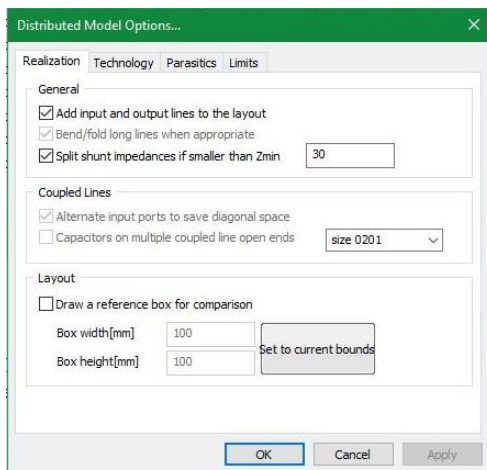 Distributed Model Options...
Realization Technology Parasitics Limits
General
Add input and output lines to the layout
Bend/fold long lines when appropriate
Split shunt impedances if smaller than Zmin 30
Coupled Lines
Alternate input ports to save diagonal space
Capacitors on multiple coupled line open ends size 0201
Layout
Draw a reference box for comparison
Box width[mm] 100
Set to current bounds
Box height[mm] 100
OK Cancel Apply